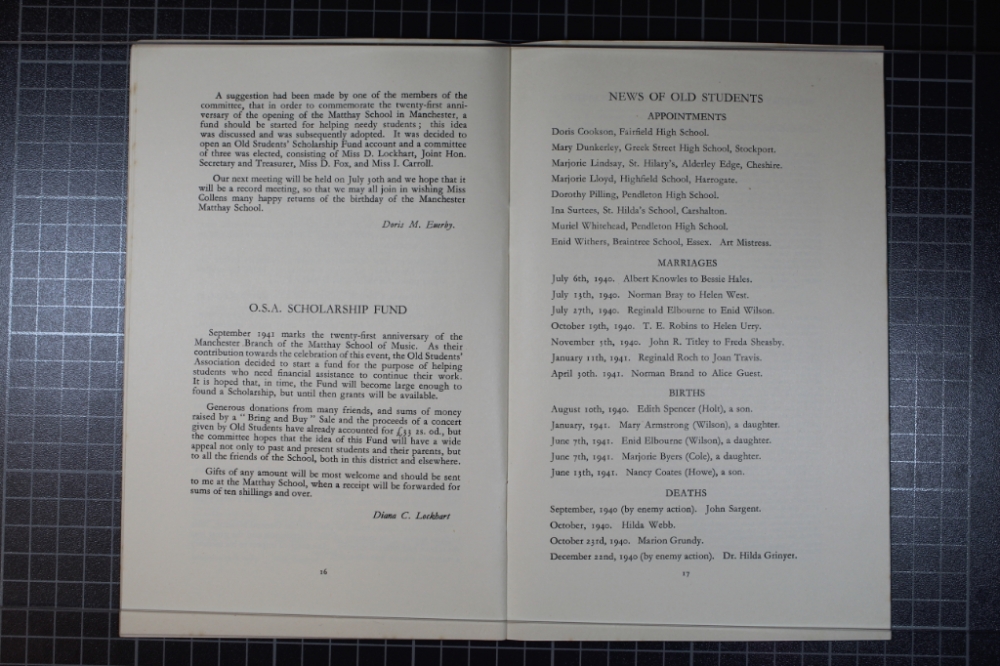 A suggestion had been made by one of the members of the
committee, that in order to commemorate the twenty-first anni-
versary of the opening of the Matthay School in Manchester, a
fund should be started for helping needy students ; this idea
was discussed and was subsequently adopted. It was decided to
open an Old Students' Scholarship Fund account and a committee
of three was elected, consisting of Miss D. Lockhart, Joint Hon.
Secretary and Treasurer, Miss D. Fox, and Miss I. Carroll.
Our next meeting will be held on July 30th and we hope that it
will be a record meeting, so that we may all join in wishing Miss
Collens many happy returns of the birthday of the Manchester
Matthay School.
Doris M. Euerby.
O.S.A. SCHOLARSHIP FUND
September 1941 marks the twenty-first anniversary of the
Manchester Branch of the Matthay School of Music. As their
contribution towards the celebration of this event, the Old Students'
Association decided to start a fund for the purpose of helping
students who need financial assistance to continue their work.
It is hoped that, in time, the Fund will become large enough to
found a Scholarship, but until then grants will be available.
Generous donations from many friends, and sums of money
raised by a " Bring and Buy " Sale and the proceeds of a concert
given by Old Students have already accounted for £33 2s. 0d., but
the committee hopes that the idea of this Fund will have a wide
appeal not only to past and present students and their parents, but
to all the friends of the School, both in this district and elsewhere.
Gifts of any amount will be most welcome and should be sent
to me at the Matthay School, when a receipt will be forwarded for
sums of ten shillings and over.
Diana C. Lockhart
16
NEWS OF OLD STUDENTS
APPOINTMENTS
Doris Cookson, Fairfield High School.
Mary Dunkerley, Greek Street High School, Stockport.
Marjorie Lindsay, St. Hilary's, Alderley Edge, Cheshire.
Marjorie Lloyd, Highfield School, Harrogate.
Dorothy Pilling, Pendleton High School.
Ina Surtees, St. Hilda's School, Carshalton.
Muriel Whitehead, Pendleton High School.
Enid Withers, Braintree School, Essex. Art Mistress.
MARRIAGES
July 6th, 1940. Albert Knowles to Bessie Hales.
July 13th, 1940. Norman Bray to Helen West.
July 27th, 1940. Reginald Elbourne to Enid Wilson.
October 19th, 1940. T. E. Robins to Helen Urry.
November 5th, 1940. John R. Titley to Freda Shrasby.
January 11th, 1941. Reginald Roch to Joan Travis.
April 30th. 1941. Norman Brand to Alice Guest.
BIRTHS
August 10th, 1940. Edith Spencer (Holt), a son.
January, 1941. Mary Armstrong (Wilson), a daughter.
June 7th, 1941. Enid Elbourne (Wilson), a daughter.
June 7th, 1941. Marjorie Byers (Cole), a daughter.
June 13th, 1941. Nancy Coates (Howe), a son.
DEATHS
September, 1940 (by enemy action). John Sargent.
October, 1940. Hilda Webb.
October 23rd, 1940. Marion Grundy.
December 22nd, 1940 (by enemy action). Dr. Hilda Grinyer.
17